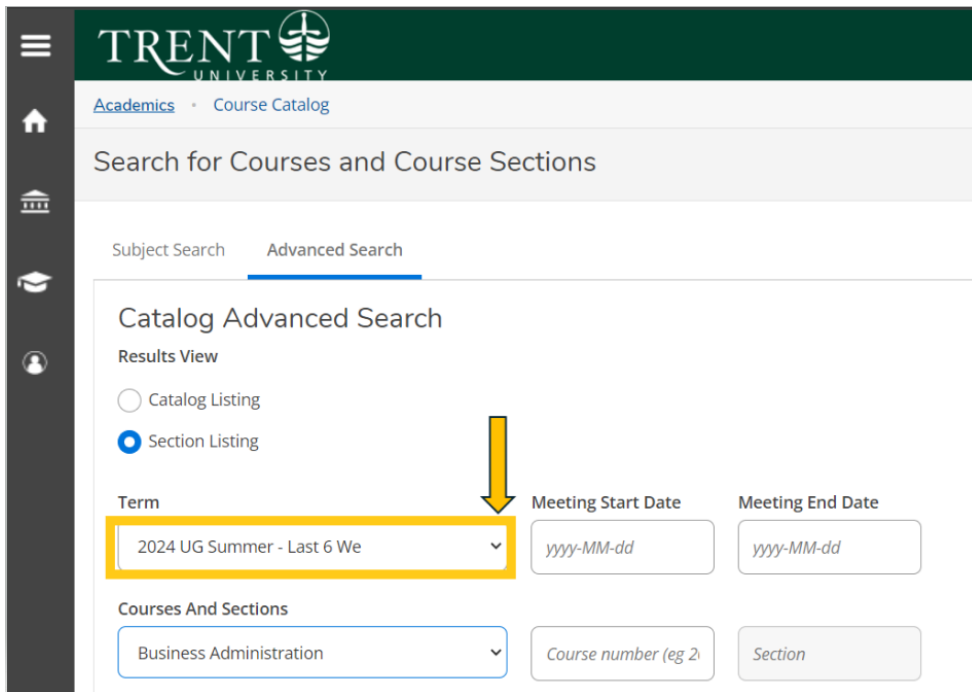 TRENT
UNIVERSITY
Academics • Course Catalog
Search for Courses and Course Sections
Subject Search Advanced Search
Catalog Advanced Search
Results View
Catalog Listing
Section Listing
Term Meeting Start Date Meeting End Date
2024 UG Summer - Last 6 We yyyy-MM-dd yyyy-MM-dd
Courses And Sections
Business Administration Course number (eg 2 Section